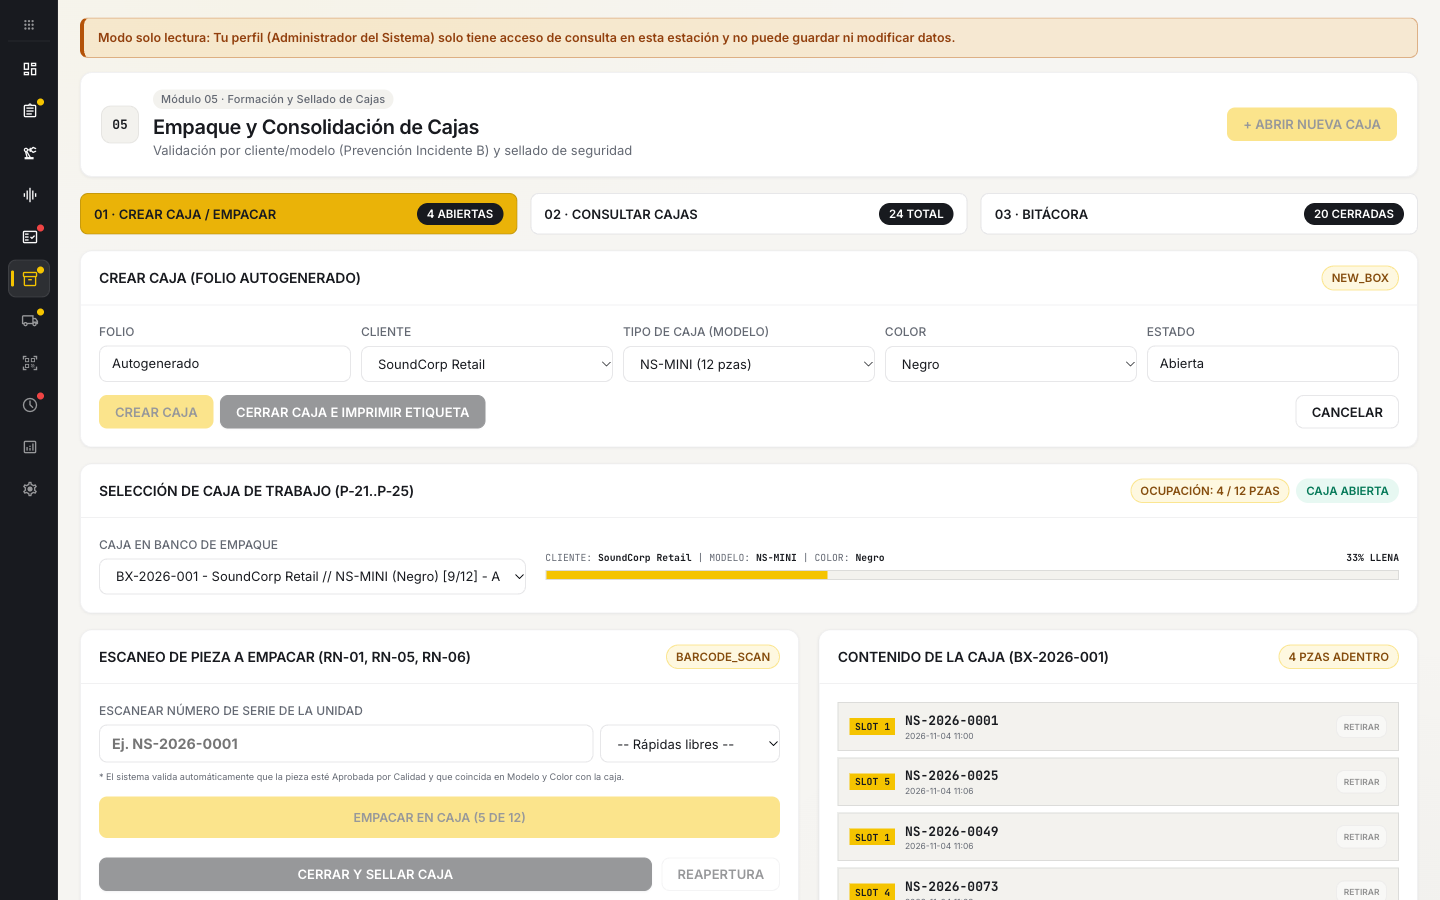 Modo solo lectura: Tu perfil (Administrador del Sistema) solo tiene acceso de consulta en esta estación y no puede guardar ni modificar datos.
05
Módulo 05 · Formación y Sellado de Cajas
Empaque y Consolidación de Cajas
Validación por cliente/modelo (Prevención Incidente B) y sellado de seguridad
+ ABRIR NUEVA CAJA
01 · CREAR CAJA / EMPACAR
4 ABIERTAS
02 · CONSULTAR CAJAS
24 TOTAL
03 · BITÁCORA
20 CERRADAS
CREAR CAJA (FOLIO AUTOGENERADO)
NEW_BOX
FOLIO
CLIENTE
TIPO DE CAJA (MODELO)
COLOR
ESTADO
Autogenerado
SoundCorp Retail
NS-MINI (12 pzas)
Negro
Abierta
CREAR CAJA
CERRAR CAJA E IMPRIMIR ETIQUETA
CANCELAR
SELECCIÓN DE CAJA DE TRABAJO (P-21..P-25)
OCUPACIÓN: 4 / 12 PZAS
CAJA ABIERTA
CAJA EN BANCO DE EMPAQUE
BX-2026-001 - SoundCorp Retail // NS-MINI (Negro) [9/12] - A
CLIENTE: SoundCorp Retail | MODELO: NS-MINI | COLOR: Negro
33% LLENA
ESCANEO DE PIEZA A EMPACAR (RN-01, RN-05, RN-06)
BARCODE_SCAN
ESCANEAR NÚMERO DE SERIE DE LA UNIDAD
Ej. NS-2026-0001
-- Rápidas libres --
* El sistema valida automáticamente que la pieza esté Aprobada por Calidad y que coincida en Modelo y Color con la caja.
EMPACAR EN CAJA (5 DE 12)
CERRAR Y SELLAR CAJA
REAPERTURA
CONTENIDO DE LA CAJA (BX-2026-001)
4 PZAS ADENTRO
SLOT 1
NS-2026-0001
2026-11-04 11:00
RETIRAR
SLOT 5
NS-2026-0025
2026-11-04 11:06
RETIRAR
SLOT 1
NS-2026-0049
2026-11-04 11:06
RETIRAR
SLOT 4
NS-2026-0073
RETIRAR